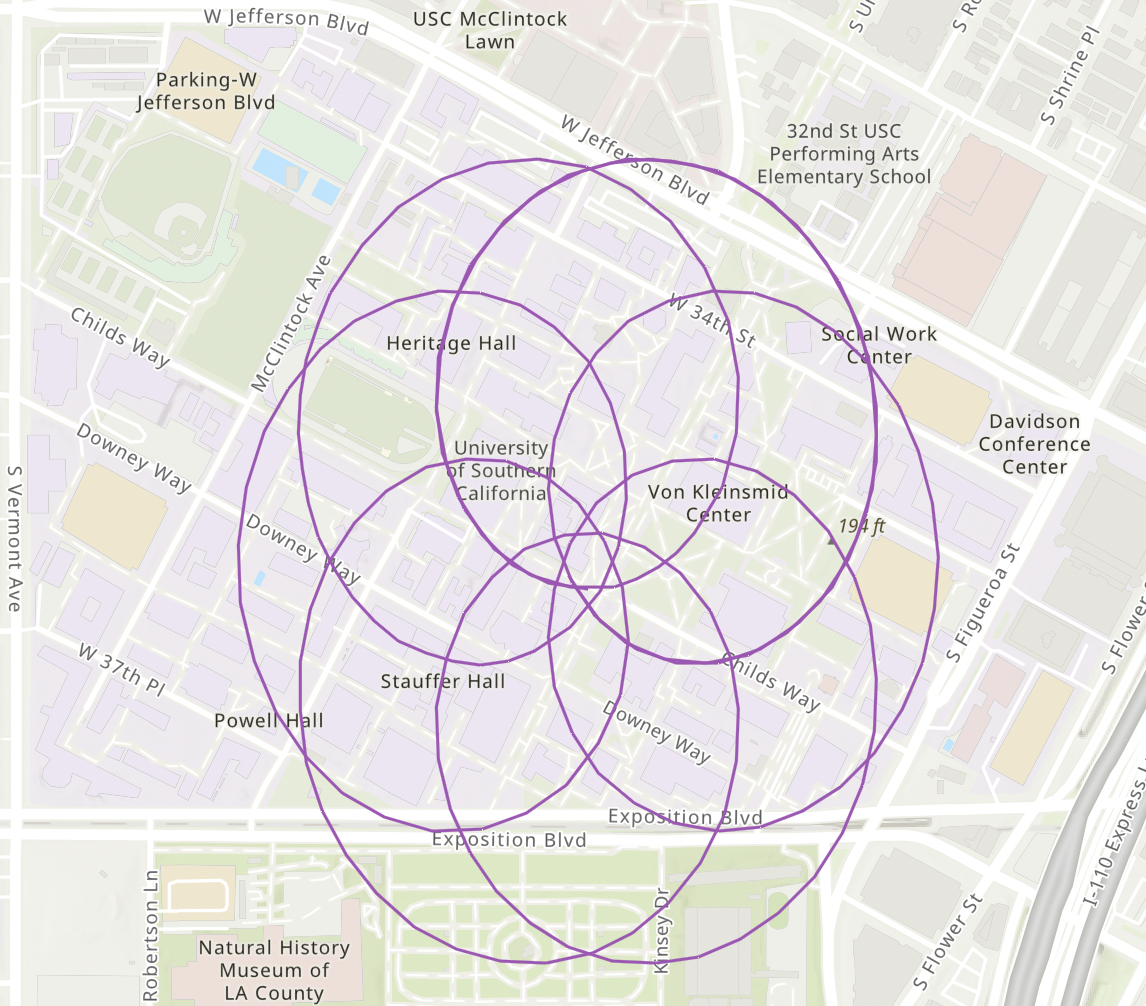 W Jefferson Blvd
USC McClintock
Lawn
S Shrine Pl
Parking-W
Jefferson Blvd
W Jefferson Blvd
32nd St USC
Performing Arts
Elementary School
McClintock Ave
Childs Way
Heritage Hall
W 34th St
Social Work
Center
Downey Way
University
of Southern
California
Von Kleinsmid
Center
Davidson
Conference
Center
194 ft
S Vermont Ave
Downey Way
S Figueroa St
W 37th Pl
Stauffer Hall
Childs Way
Powell Hall
Downey Way
Exposition Blvd
Exposition Blvd
Robertson Ln
Kinsey Dr
S Flower St
Natural History
Museum of
LA County